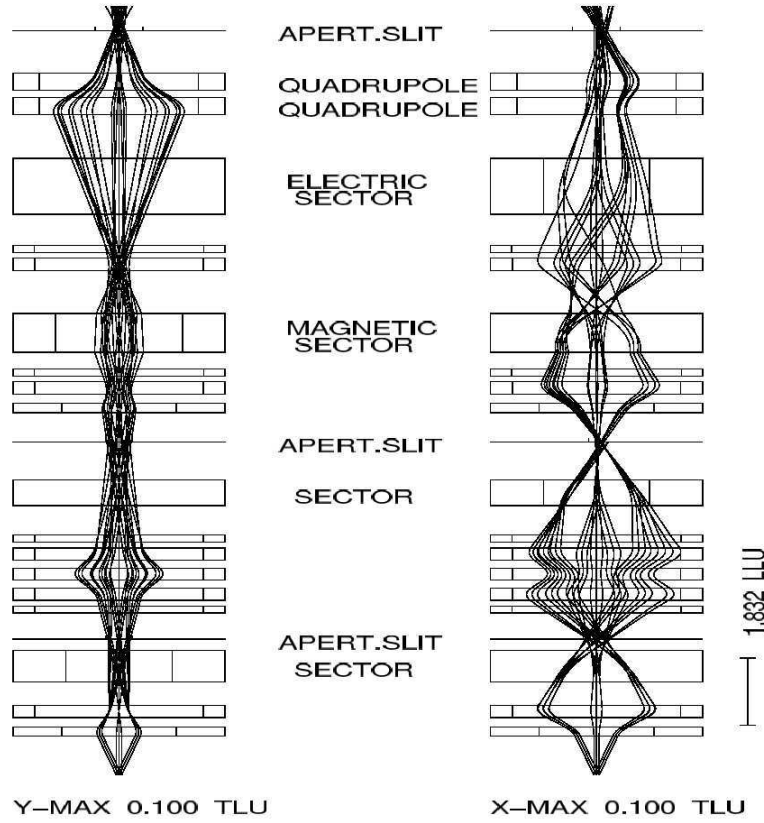 APERT.SLIT
QUADRUPOLE
QUADRUPOLE
ELECTRIC
SECTOR
MAGNETIC
SECTOR
APERT.SLIT
SECTOR
APERT.SLIT
SECTOR
1.832 LLU
Y-MAX 0.100 TLU
X-MAX 0.100 TLU